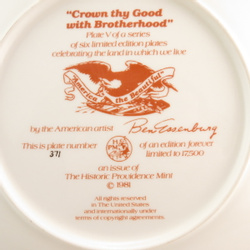 "Crown thy Good
with Brotherhood"
Plate V of a series
of six limited edition plates
celebrating the land in which we live
America the Beautiful
by the American artist Ben Essenburg
This is plate number of an edition forever
371 limited to 17,500
an issue of
The Historic Providence Mint
© 1981
All rights reserved
in The United States
and internationally under
terms of copyright agreements.